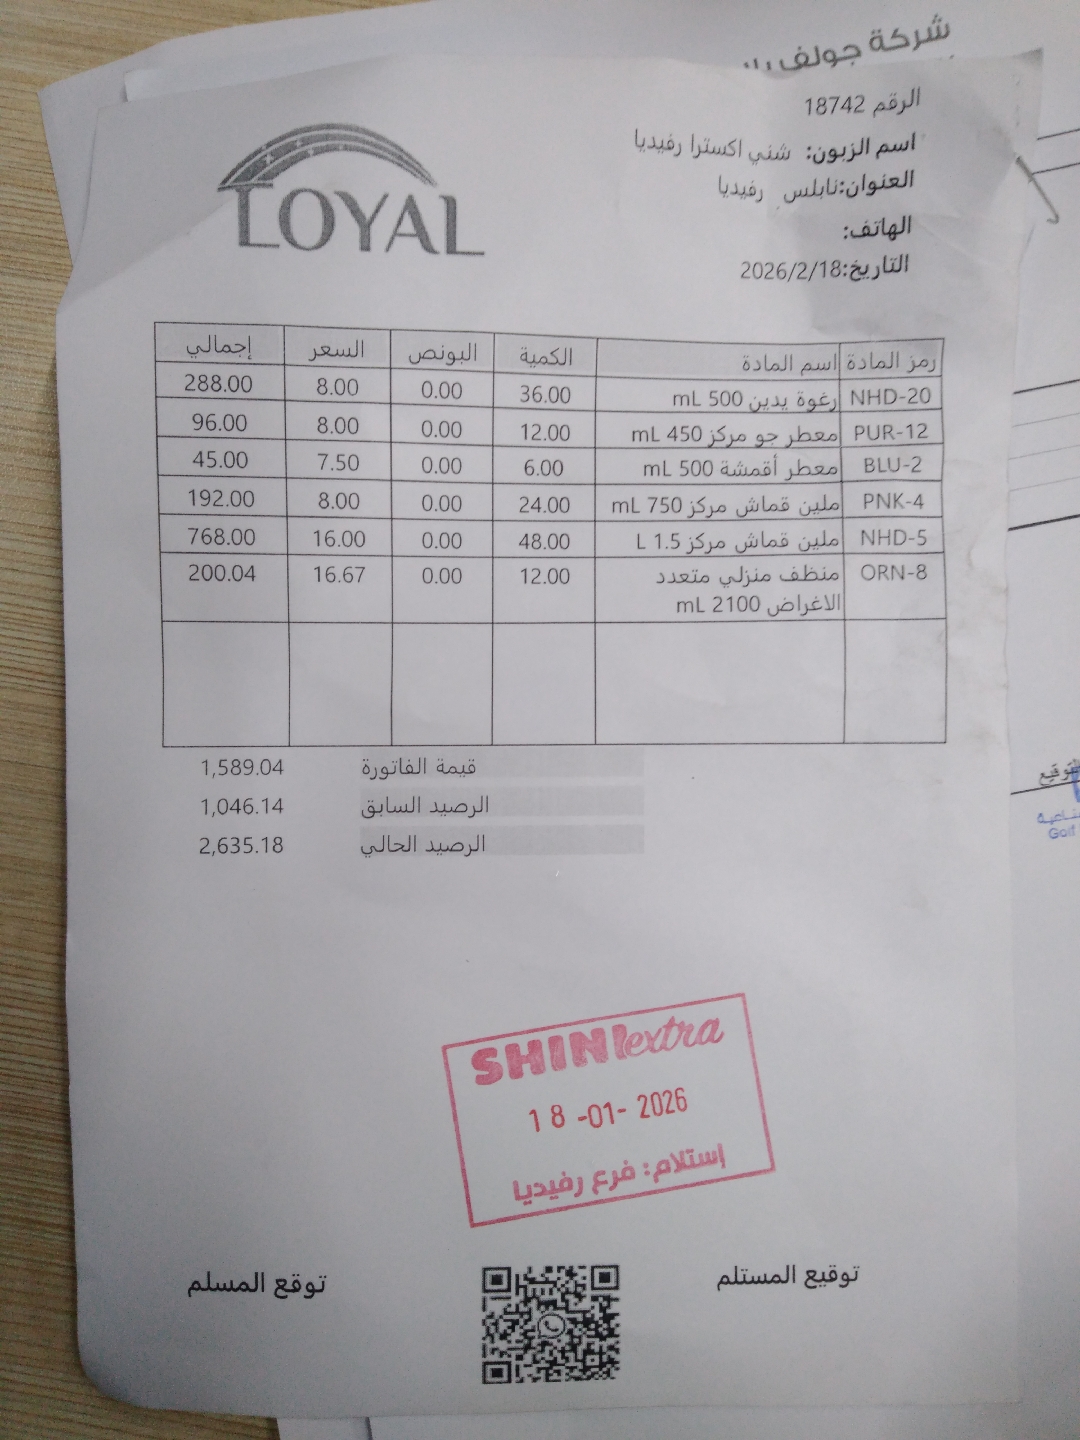 شركة جولف
الرقم 18742
اسم الزبون: شني اكسترا رفيديا
العنوان:نابلس رفيديا
الهاتف:
التاريخ:2026/2/18
LOYAL
رمز المادة اسم المادة الكمية البونص السعر إجمالي
NHD-20 رغوة يدين 500 mL 36.00 0.00 8.00 288.00
PUR-12 معطر جو مركز 450 mL 12.00 0.00 8.00 96.00
BLU-2 معطر أقمشة 500 mL 6.00 0.00 7.50 45.00
PNK-4 ملين قماش مركز 750 mL 24.00 0.00 8.00 192.00
NHD-5 ملين قماش مركز 1.5 L 48.00 0.00 16.00 768.00
ORN-8 منظف منزلي متعدد 12.00 0.00 16.67 200.04
الاغراض 2100 mL
قيمة الفاتورة 1,589.04
الرصيد السابق 1,046.14
الرصيد الحالي 2,635.18
التوقيع
Golf
SHINI extra
18 -01- 2026
إستلام: فرع رفيديا
توقيع المستلم
توقع المسلم